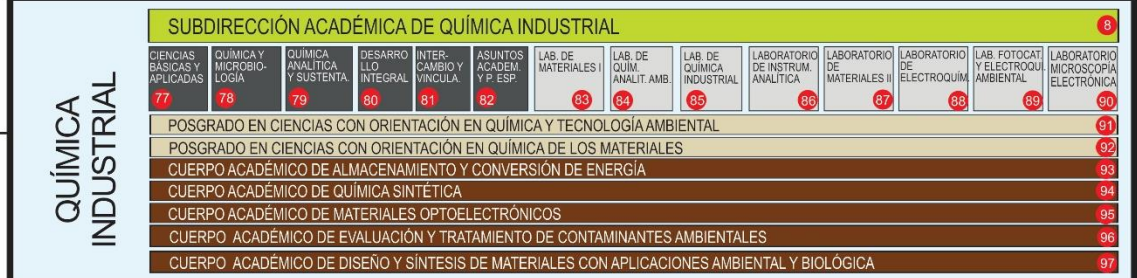 QUÍMICA
INDUSTRIAL
SUBDIRECCIÓN ACADÉMICA DE QUÍMICA INDUSTRIAL 8
CIENCIAS
BÁSICAS Y
APLICADAS
77
QUÍMICA Y
MICROBIO-
LOGÍA
78
QUÍMICA
ANALÍTICA
Y SUSTENTA.
79
DESARRO
LLO
INTEGRAL
80
INTER-
CAMBIO Y
VINCULA.
81
ASUNTOS
ACADEM.
Y P. ESP.
82
LAB. DE
MATERIALES I
83
LAB. DE
QUÍM.
ANALIT. AMB.
84
LAB. DE
QUÍMICA
INDUSTRIAL
85
LABORATORIO
DE INSTRUM.
ANALÍTICA
86
LABORATORIO
DE
MATERIALES II
87
LABORATORIO
DE
ELECTROQUÍM.
88
LAB. FOTOCAT.
Y ELECTROQUI.
AMBIENTAL
89
LABORATORIO
MICROSCOPÍA
ELECTRÓNICA
90
POSGRADO EN CIENCIAS CON ORIENTACIÓN EN QUÍMICA Y TECNOLOGÍA AMBIENTAL 91
POSGRADO EN CIENCIAS CON ORIENTACIÓN EN QUÍMICA DE LOS MATERIALES 92
CUERPO ACADÉMICO DE ALMACENAMIENTO Y CONVERSIÓN DE ENERGÍA 93
CUERPO ACADÉMICO DE QUÍMICA SINTÉTICA 94
CUERPO ACADÉMICO DE MATERIALES OPTOELECTRÓNICOS 95
CUERPO ACADÉMICO DE EVALUACIÓN Y TRATAMIENTO DE CONTAMINANTES AMBIENTALES 96
CUERPO ACADÉMICO DE DISEÑO Y SÍNTESIS DE MATERIALES CON APLICACIONES AMBIENTAL Y BIOLÓGICA 97